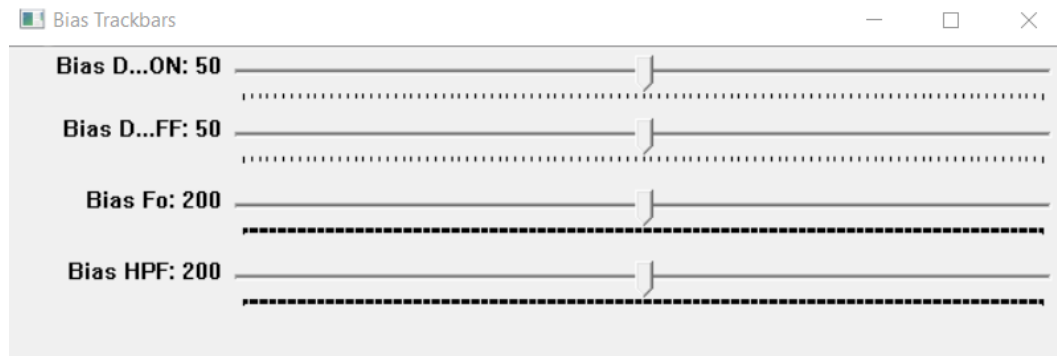 Bias Trackbars
Bias D...ON: 50
Bias D...FF: 50
Bias Fo: 200
Bias HPF: 200